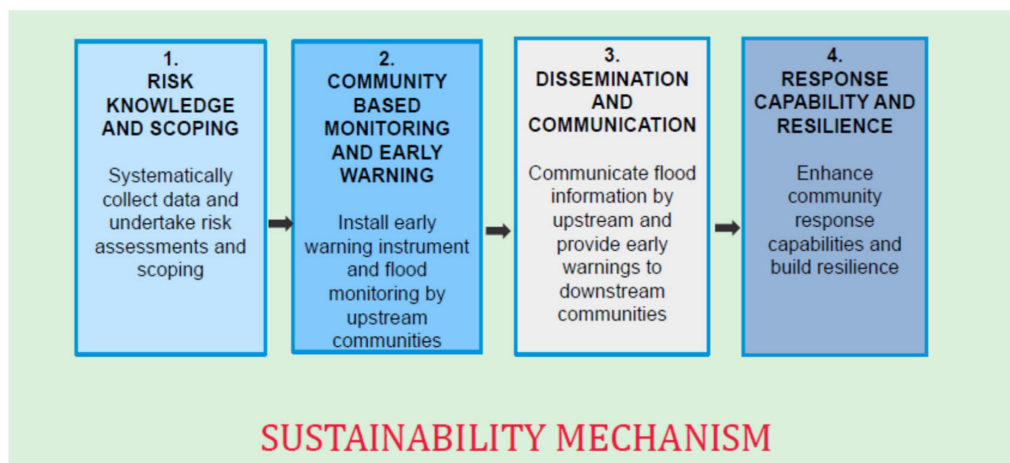 1.
RISK
KNOWLEDGE
AND SCOPING
Systematically
collect data and
undertake risk
assessments and
scoping
2.
COMMUNITY
BASED
MONITORING
AND EARLY
WARNING
Install early
warning instrument
and flood
monitoring by
upstream
communities
3.
DISSEMINATION
AND
COMMUNICATION
Communicate flood
information by
upstream and
provide early
warnings to
downstream
communities
4.
RESPONSE
CAPABILITY AND
RESILIENCE
Enhance
community
response
capabilities and
build resilience
SUSTAINABILITY MECHANISM